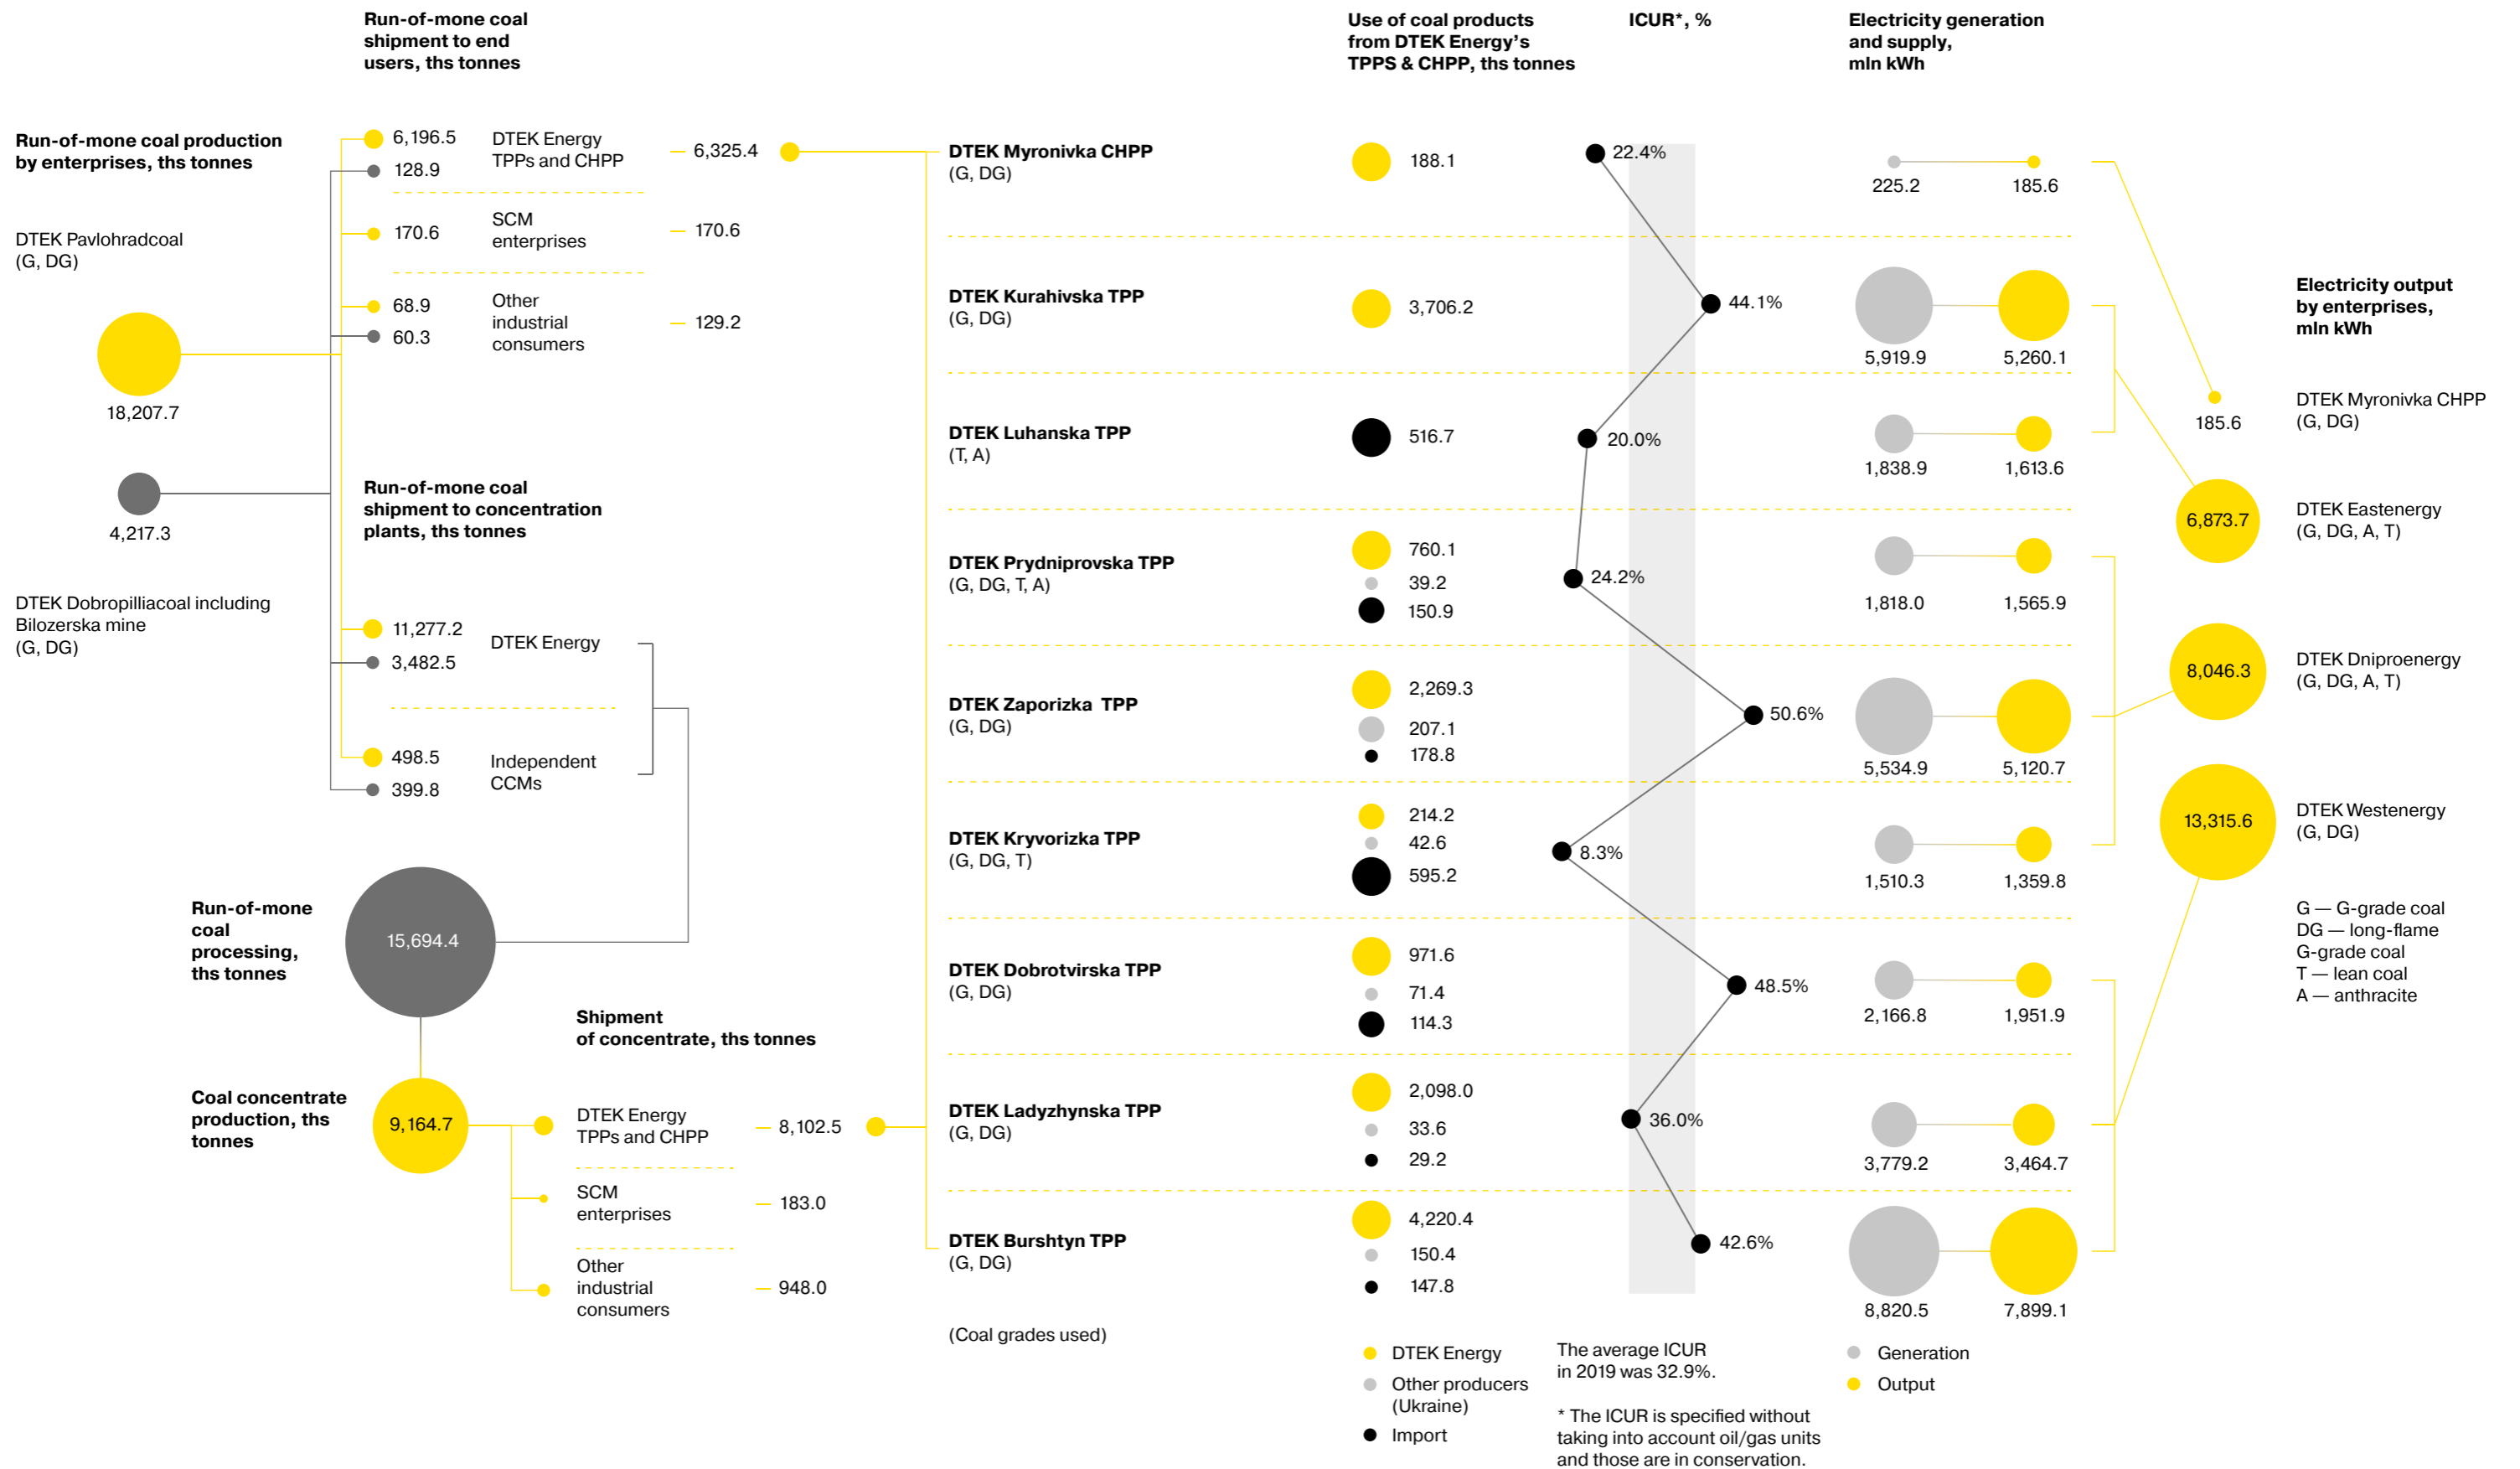 Run-of-mone coal
shipment to end
users, ths tonnes
Run-of-mone coal production
by enterprises, ths tonnes
DTEK Pavlohradcoal
(G, DG)
18,207.7
4,217.3
DTEK Dobropilliacoal including
Bilozerska mine
(G, DG)
6,196.5
128.9
DTEK Energy
TPPs and CHPP
6,325.4
170.6
SCM
enterprises
170.6
68.9
60.3
Other
industrial
consumers
129.2
Run-of-mone coal
shipment to concentration
plants, ths tonnes
11,277.2
3,482.5
DTEK Energy
498.5
399.8
Independent
CCMs
Run-of-mone
coal
processing,
ths tonnes
15,694.4
Coal concentrate
production, ths
tonnes
9,164.7
Shipment
of concentrate, ths tonnes
DTEK Energy
TPPs and CHPP
8,102.5
SCM
enterprises
183.0
Other
industrial
consumers
948.0
Use of coal products
from DTEK Energy's
TPPS & CHPP, ths tonnes
ICUR*, %
Electricity generation
and supply,
mln kWh
DTEK Myronivka CHPP
(G, DG)
188.1
22.4%
225.2
185.6
DTEK Kurahivska TPP
(G, DG)
3,706.2
44.1%
5,919.9
5,260.1
DTEK Luhanska TPP
(T, A)
516.7
20.0%
1,838.9
1,613.6
DTEK Prydniprovska TPP
(G, DG, T, A)
760.1
39.2
150.9
24.2%
1,818.0
1,565.9
DTEK Zaporizka TPP
(G, DG)
2,269.3
207.1
178.8
50.6%
5,534.9
5,120.7
DTEK Kryvorizka TPP
(G, DG, T)
214.2
42.6
595.2
8.3%
1,510.3
1,359.8
DTEK Dobrotvirska TPP
(G, DG)
971.6
71.4
114.3
48.5%
2,166.8
1,951.9
DTEK Ladyzhynska TPP
(G, DG)
2,098.0
33.6
29.2
36.0%
3,779.2
3,464.7
DTEK Burshtyn TPP
(G, DG)
4,220.4
150.4
147.8
42.6%
8,820.5
7,899.1
(Coal grades used)
DTEK Energy
Other producers
(Ukraine)
Import
The average ICUR
in 2019 was 32.9%.
* The ICUR is specified without
taking into account oil/gas units
and those are in conservation.
Generation
Output
Electricity output
by enterprises,
mln kWh
185.6
DTEK Myronivka CHPP
(G, DG)
6,873.7
DTEK Eastenergy
(G, DG, A, T)
8,046.3
DTEK Dniproenergy
(G, DG, A, T)
13,315.6
DTEK Westenergy
(G, DG)
G — G-grade coal
DG — long-flame
G-grade coal
T — lean coal
A — anthracite